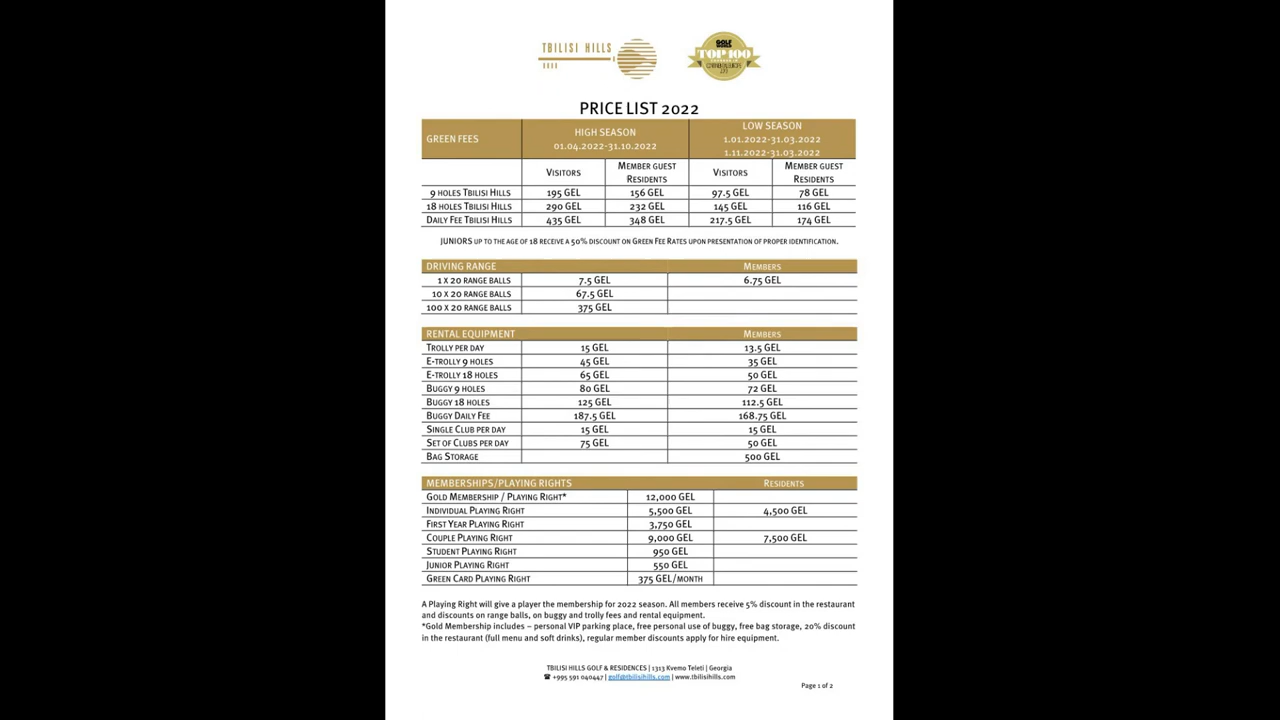 TBILISI HILLS
GOLF
TOP 100
PRICE LIST 2022
GREEN FEES HIGH SEASON 01.04.2022-31.10.2022 LOW SEASON 1.01.2022-31.03.2022 1.11.2022-31.03.2022
VISITORS MEMBER GUEST RESIDENTS VISITORS MEMBER GUEST RESIDENTS
9 HOLES TBILISI HILLS 195 GEL 156 GEL 97.5 GEL 78 GEL
18 HOLES TBILISI HILLS 290 GEL 232 GEL 145 GEL 116 GEL
DAILY FEE TBILISI HILLS 435 GEL 348 GEL 217.5 GEL 174 GEL
JUNIORS UP TO THE AGE OF 18 RECEIVE A 50% DISCOUNT ON GREEN FEE RATES UPON PRESENTATION OF PROPER IDENTIFICATION.
DRIVING RANGE MEMBERS
1 X 20 RANGE BALLS 7.5 GEL 6.75 GEL
10 X 20 RANGE BALLS 67.5 GEL
100 X 20 RANGE BALLS 375 GEL
RENTAL EQUIPMENT MEMBERS
TROLLY PER DAY 15 GEL 13.5 GEL
E-TROLLY 9 HOLES 45 GEL 35 GEL
E-TROLLY 18 HOLES 65 GEL 50 GEL
BUGGY 9 HOLES 80 GEL 72 GEL
BUGGY 18 HOLES 125 GEL 112.5 GEL
BUGGY DAILY FEE 187.5 GEL 168.75 GEL
SINGLE CLUB PER DAY 15 GEL 15 GEL
SET OF CLUBS PER DAY 75 GEL 50 GEL
BAG STORAGE 500 GEL
MEMBERSHIPS/PLAYING RIGHTS RESIDENTS
GOLD MEMBERSHIP / PLAYING RIGHT* 12,000 GEL
INDIVIDUAL PLAYING RIGHT 5,500 GEL 4,500 GEL
FIRST YEAR PLAYING RIGHT 3,750 GEL
COUPLE PLAYING RIGHT 9,000 GEL 7,500 GEL
STUDENT PLAYING RIGHT 950 GEL
JUNIOR PLAYING RIGHT 550 GEL
GREEN CARD PLAYING RIGHT 375 GEL/MONTH
A Playing Right will give a player the membership for 2022 season. All members receive 5% discount in the restaurant
and discounts on range balls, on buggy and trolly fees and rental equipment.
*Gold Membership includes – personal VIP parking place, free personal use of buggy, free bag storage, 20% discount
in the restaurant (full menu and soft drinks), regular member discounts apply for hire equipment.
TBILISI HILLS GOLF & RESIDENCES | 1313 Kvemo Teleti | Georgia
☎ +995 591 040447 | golf@tbilisihills.com | www.tbilisihills.com
Page 1 of 2